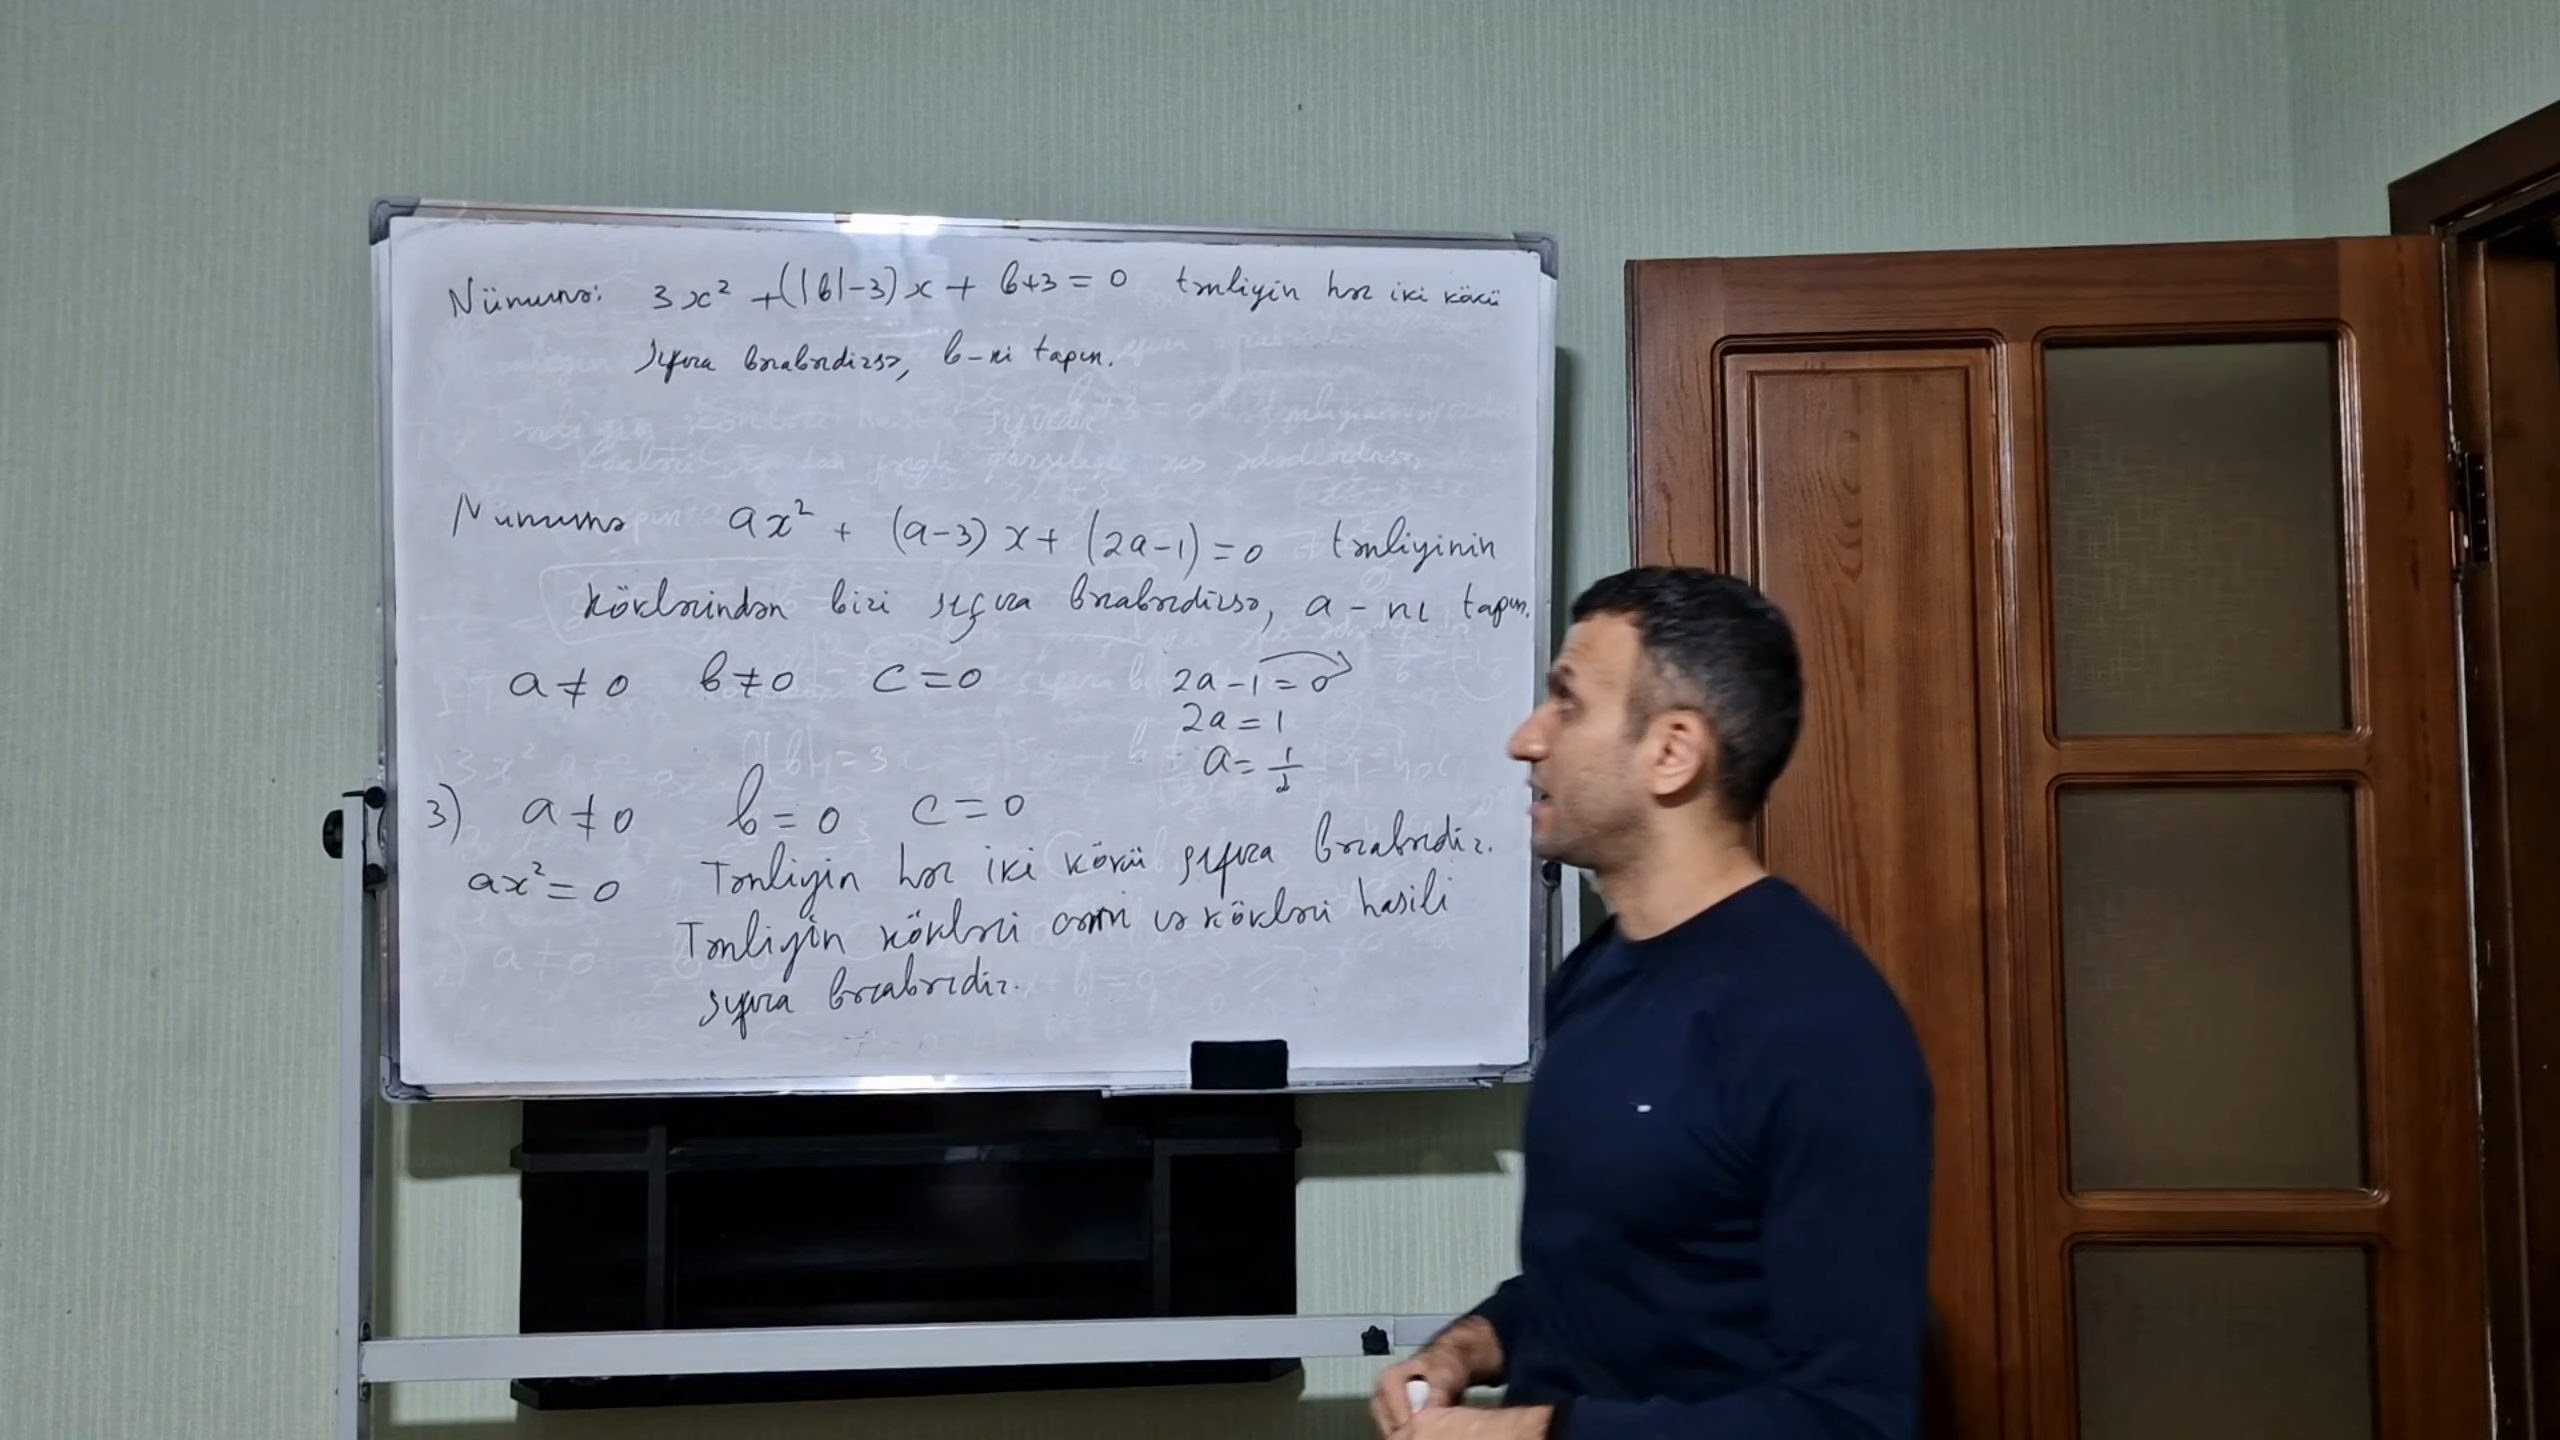 Nümunə: 3x² + (|b|-3)x + b+3 = 0 tənliyin hər iki kökü
sıfıra bərabərdirsə, b-ni tapın.
Nümunə ax² + (a-3)x + (2a-1) = 0 tənliyinin
köklərindən biri sıfıra bərabərdirsə, a-nı tapın.
a ≠ 0 b ≠ 0 c = 0 2a-1 = 0
2a = 1
a = 1/2
3) a ≠ 0 b = 0 c = 0
ax² = 0 Tənliyin hər iki kökü sıfıra bərabərdir.
Tənliyin kökləri cəmi və kökləri hasili
sıfıra bərabərdir.